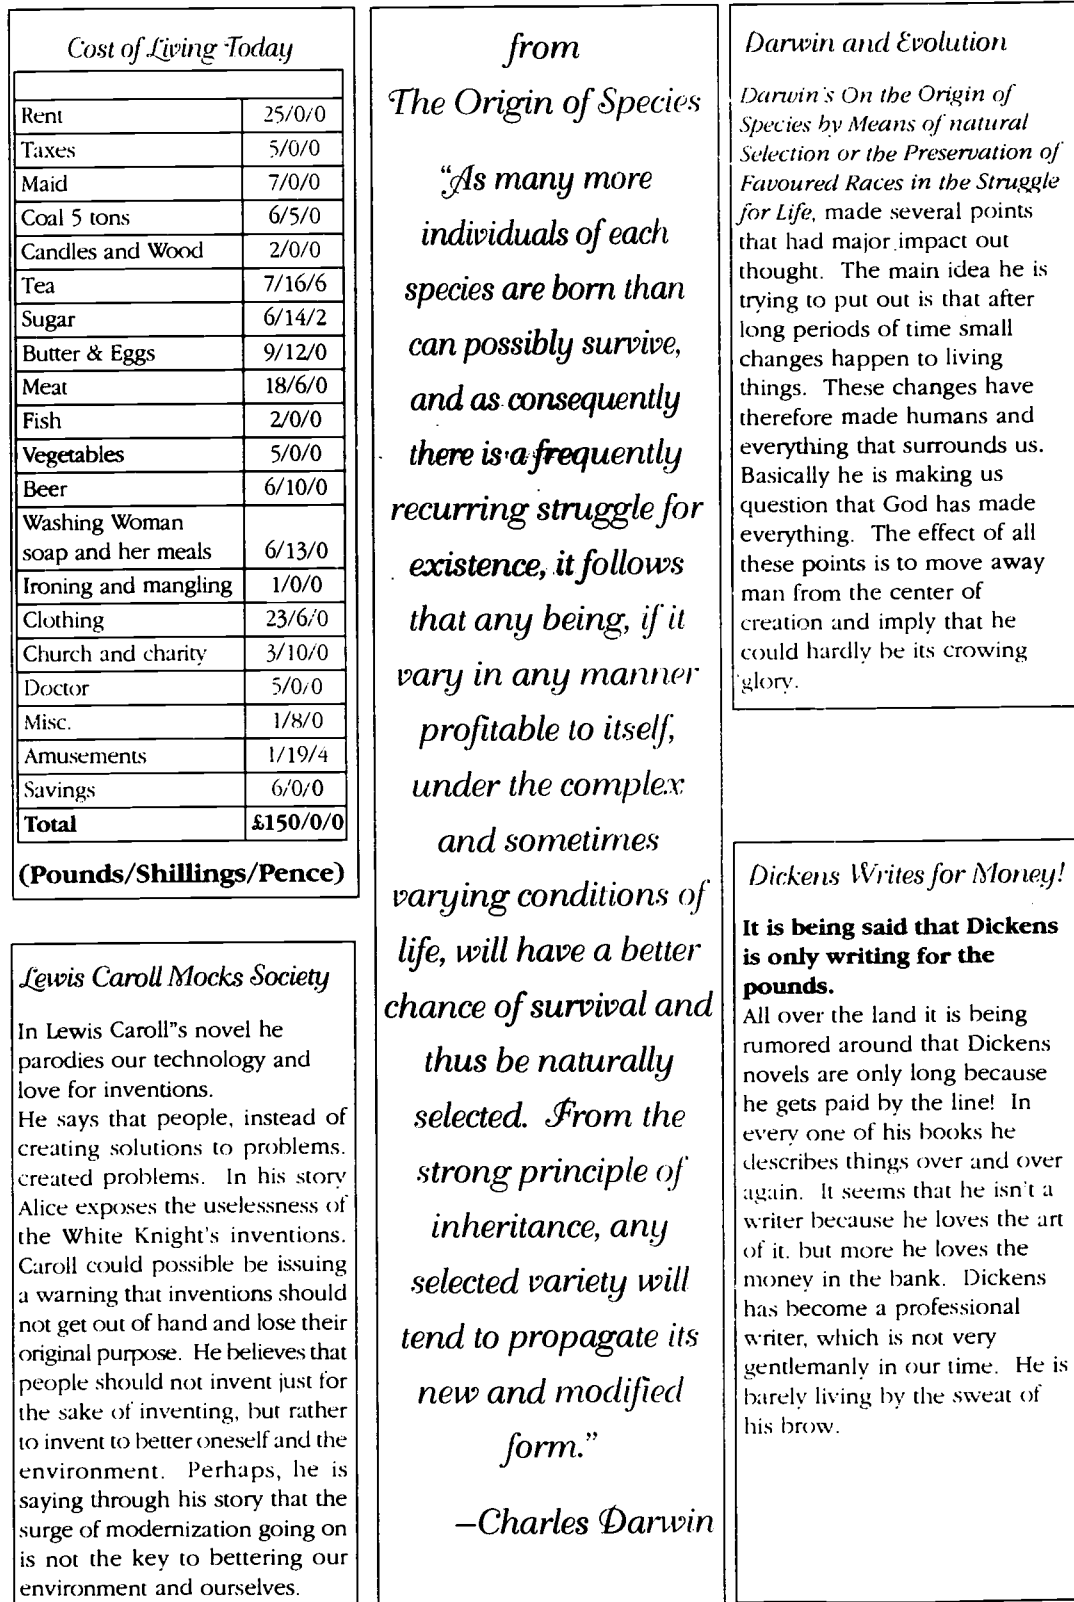 Cost of Living Today
Rent 25/0/0
Taxes 5/0/0
Maid 7/0/0
Coal 5 tons 6/5/0
Candles and Wood 2/0/0
Tea 7/16/6
Sugar 6/14/2
Butter & Eggs 9/12/0
Meat 18/6/0
Fish 2/0/0
Vegetables 5/0/0
Beer 6/10/0
Washing Woman
soap and her meals 6/13/0
Ironing and mangling 1/0/0
Clothing 23/6/0
Church and charity 3/10/0
Doctor 5/0/0
Misc. 1/8/0
Amusements 1/19/4
Savings 6/0/0
Total £150/0/0
(Pounds/Shillings/Pence)
Lewis Caroll Mocks Society
In Lewis Caroll"s novel he
parodies our technology and
love for inventions.
He says that people, instead of
creating solutions to problems.
created problems. In his story
Alice exposes the uselessness of
the White Knight's inventions.
Caroll could possible be issuing
a warning that inventions should
not get out of hand and lose their
original purpose. He believes that
people should not invent just for
the sake of inventing, but rather
to invent to better oneself and the
environment. Perhaps, he is
saying through his story that the
surge of modernization going on
is not the key to bettering our
environment and ourselves.
from
The Origin of Species
“As many more
individuals of each
species are born than
can possibly survive,
and as consequently
there is a frequently
recurring struggle for
existence, it follows
that any being, if it
vary in any manner
profitable to itself,
under the complex
and sometimes
varying conditions of
life, will have a better
chance of survival and
thus be naturally
selected. From the
strong principle of
inheritance, any
selected variety will
tend to propagate its
new and modified
form.”
–Charles Darwin
Darwin and Evolution
Darwin's On the Origin of
Species by Means of natural
Selection or the Preservation of
Favoured Races in the Struggle
for Life, made several points
that had major impact out
thought. The main idea he is
trying to put out is that after
long periods of time small
changes happen to living
things. These changes have
therefore made humans and
everything that surrounds us.
Basically he is making us
question that God has made
everything. The effect of all
these points is to move away
man from the center of
creation and imply that he
could hardly be its crowing
glory.
Dickens Writes for Money!
It is being said that Dickens
is only writing for the
pounds.
All over the land it is being
rumored around that Dickens
novels are only long because
he gets paid by the line! In
every one of his books he
describes things over and over
again. It seems that he isn't a
writer because he loves the art
of it. but more he loves the
money in the bank. Dickens
has become a professional
writer, which is not very
gentlemanly in our time. He is
barely living by the sweat of
his brow.